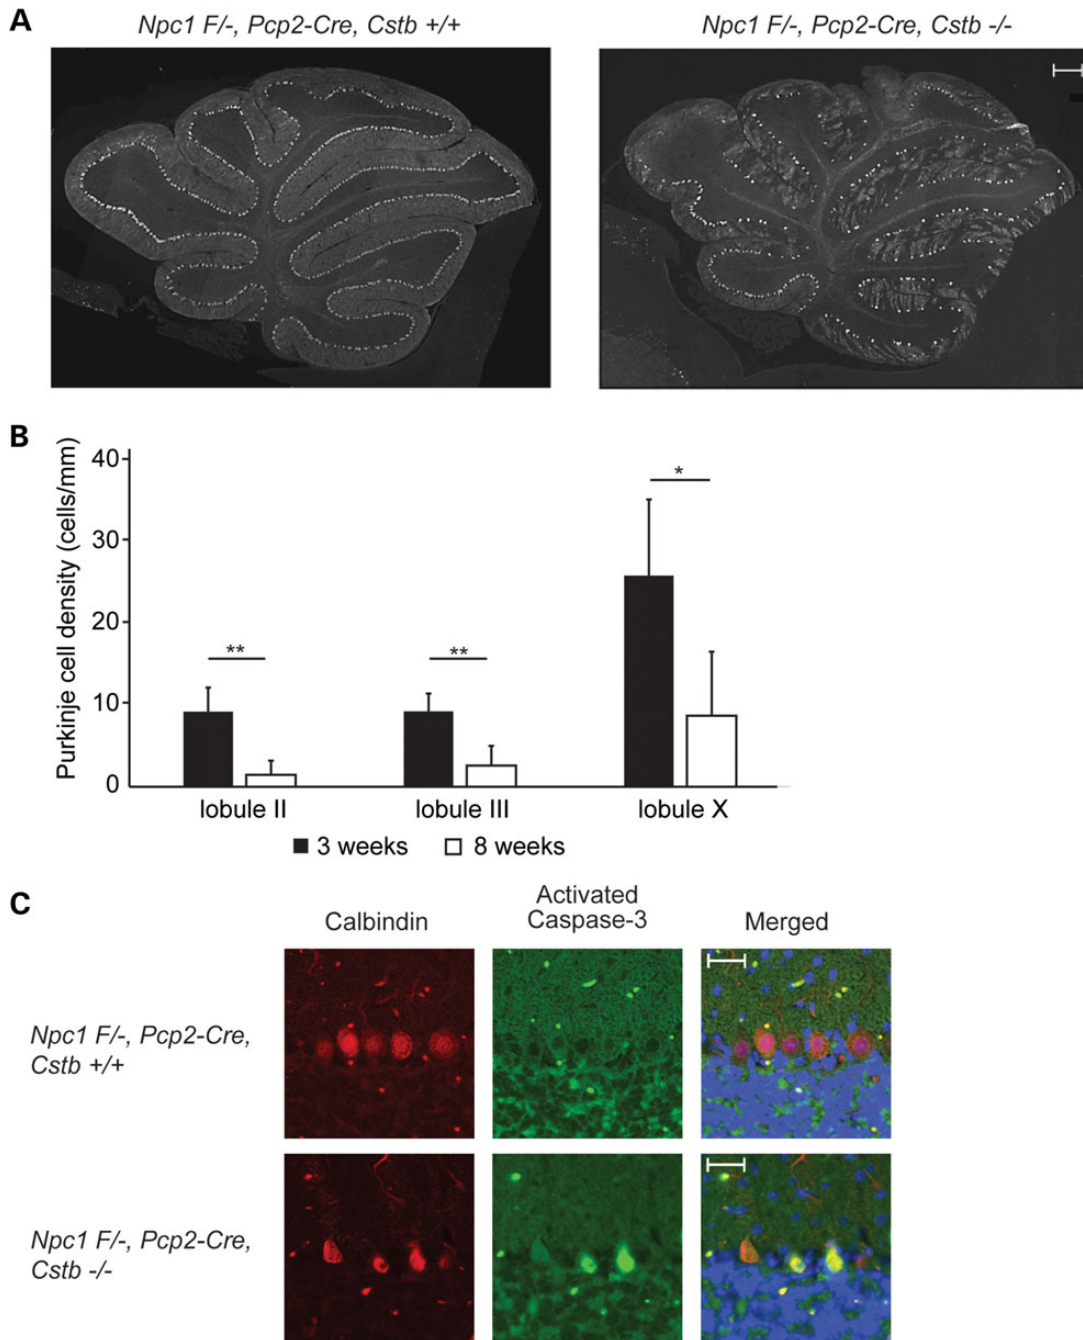 A
Npc1 F/-, Pcp2-Cre, Cstb +/+
Npc1 F/-, Pcp2-Cre, Cstb -/-
B
Purkinje cell density (cells/mm)
40
30
20
10
0
**
**
*
lobule II
lobule III
lobule X
3 weeks
8 weeks
C
Calbindin
Activated
Caspase-3
Merged
Npc1 F/-, Pcp2-Cre,
Cstb +/+
Npc1 F/-, Pcp2-Cre,
Cstb -/-